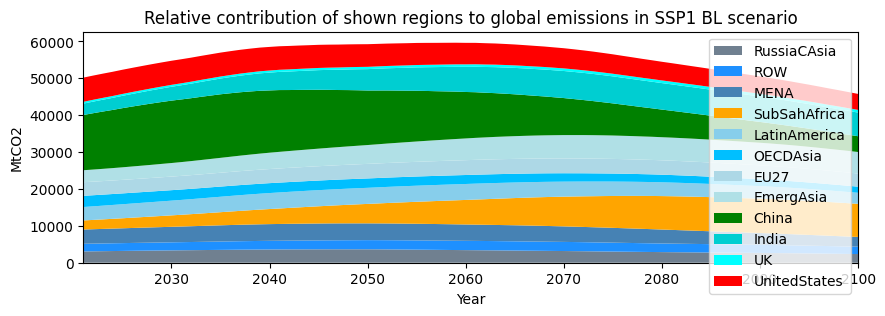 Relative contribution of shown regions to global emissions in SSP1 BL scenario
60000
50000
40000
30000
20000
10000
0
MtCO2
2030
2040
2050
2060
2070
2080
2090
2100
Year
RussiaCAsia
ROW
MENA
SubSahAfrica
LatinAmerica
OECDAsia
EU27
EmergAsia
China
India
UK
UnitedStates